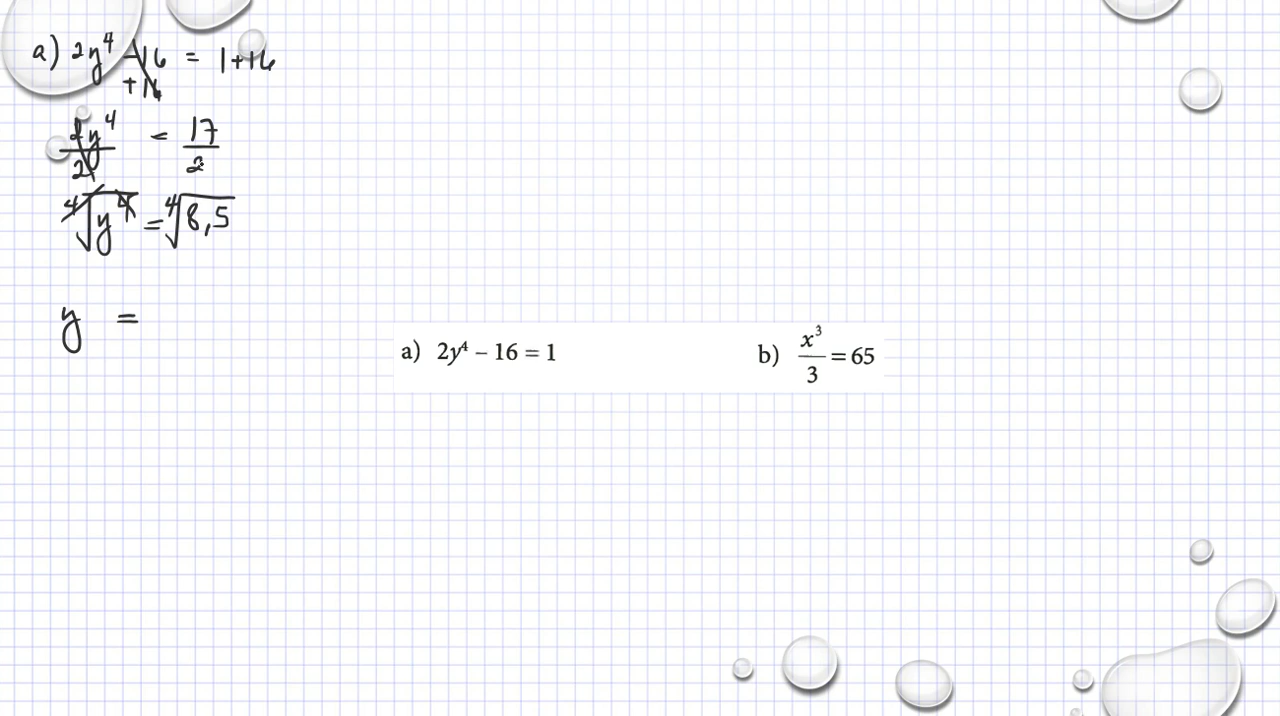 a) 2y⁴ - 16 = 1 + 16
+ 16
2y⁴ / 2 = 17 / 2
⁴√y⁴ = ⁴√8,5
y =
a) 2y⁴ – 16 = 1
b) x³ / 3 = 65